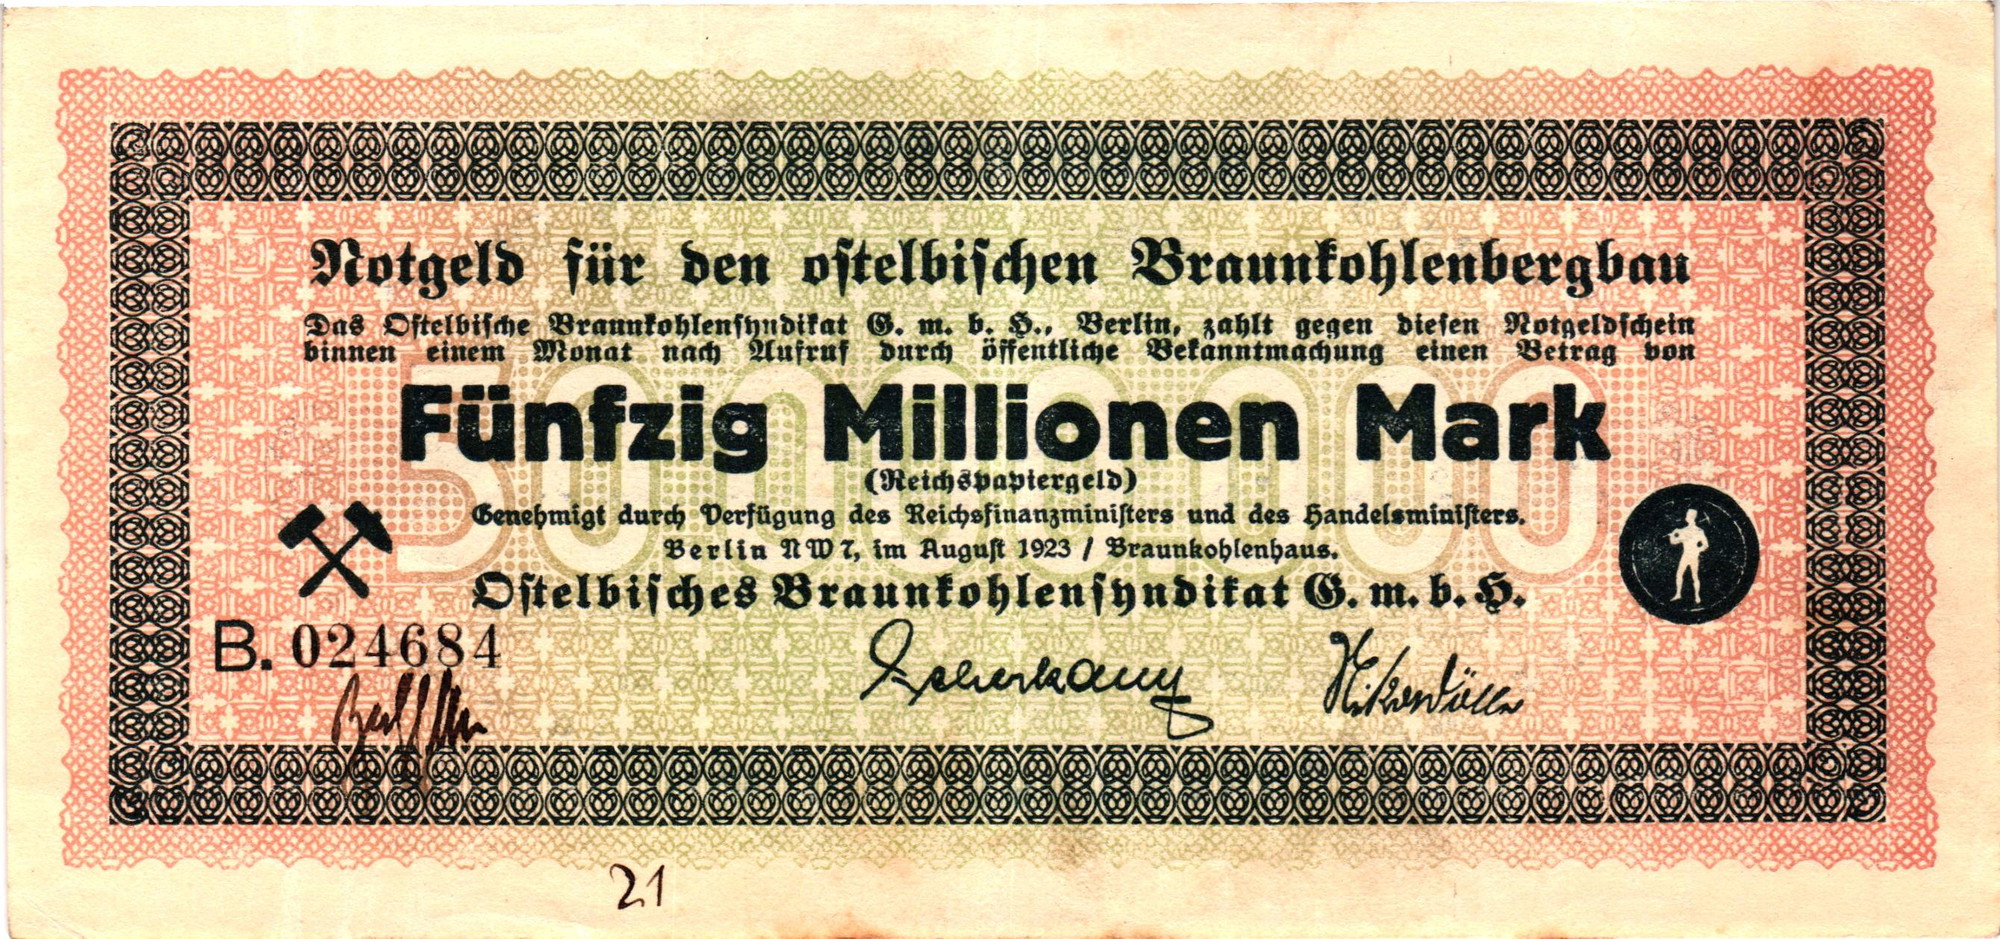 Notgeld für den ostelbischen Braunkohlenbergbau
Das Ostelbische Braunkohlensyndikat G. m. b. H., Berlin, zahlt gegen diesen Notgeldschein
binnen einem Monat nach Aufruf durch öffentliche Bekanntmachung einen Betrag von
50000000
Fünfzig Millionen Mark
(Reichspapiergeld)
Genehmigt durch Verfügung des Reichsfinanzministers und des Handelsministers.
Berlin NW 7, im August 1923 / Braunkohlenhaus.
Ostelbisches Braunkohlensyndikat G. m. b. H.
B. 024684
21